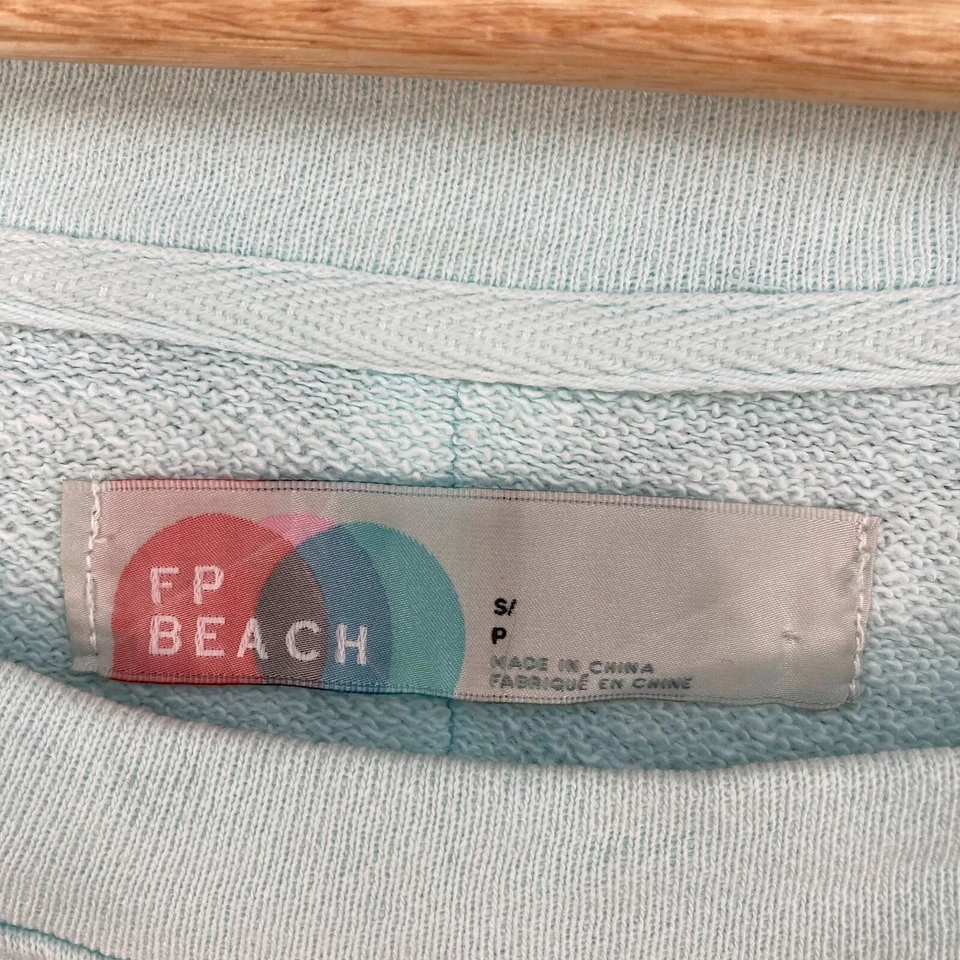 FP
BEACH
S/
P
MADE IN CHINA
FABRIQUÉ EN CHINE